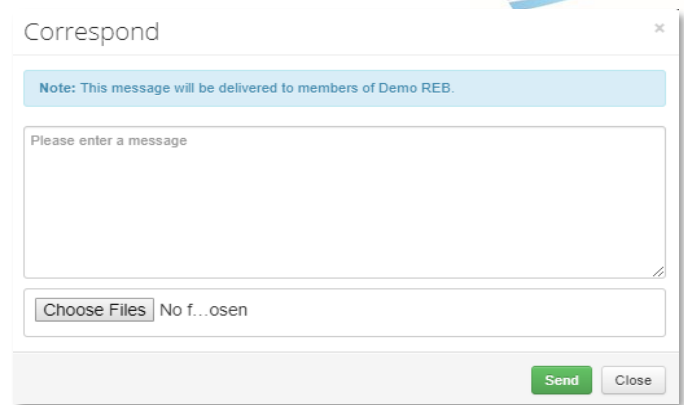 Correspond ×
Note: This message will be delivered to members of Demo REB.
Please enter a message
Choose Files No f...osen
Send Close